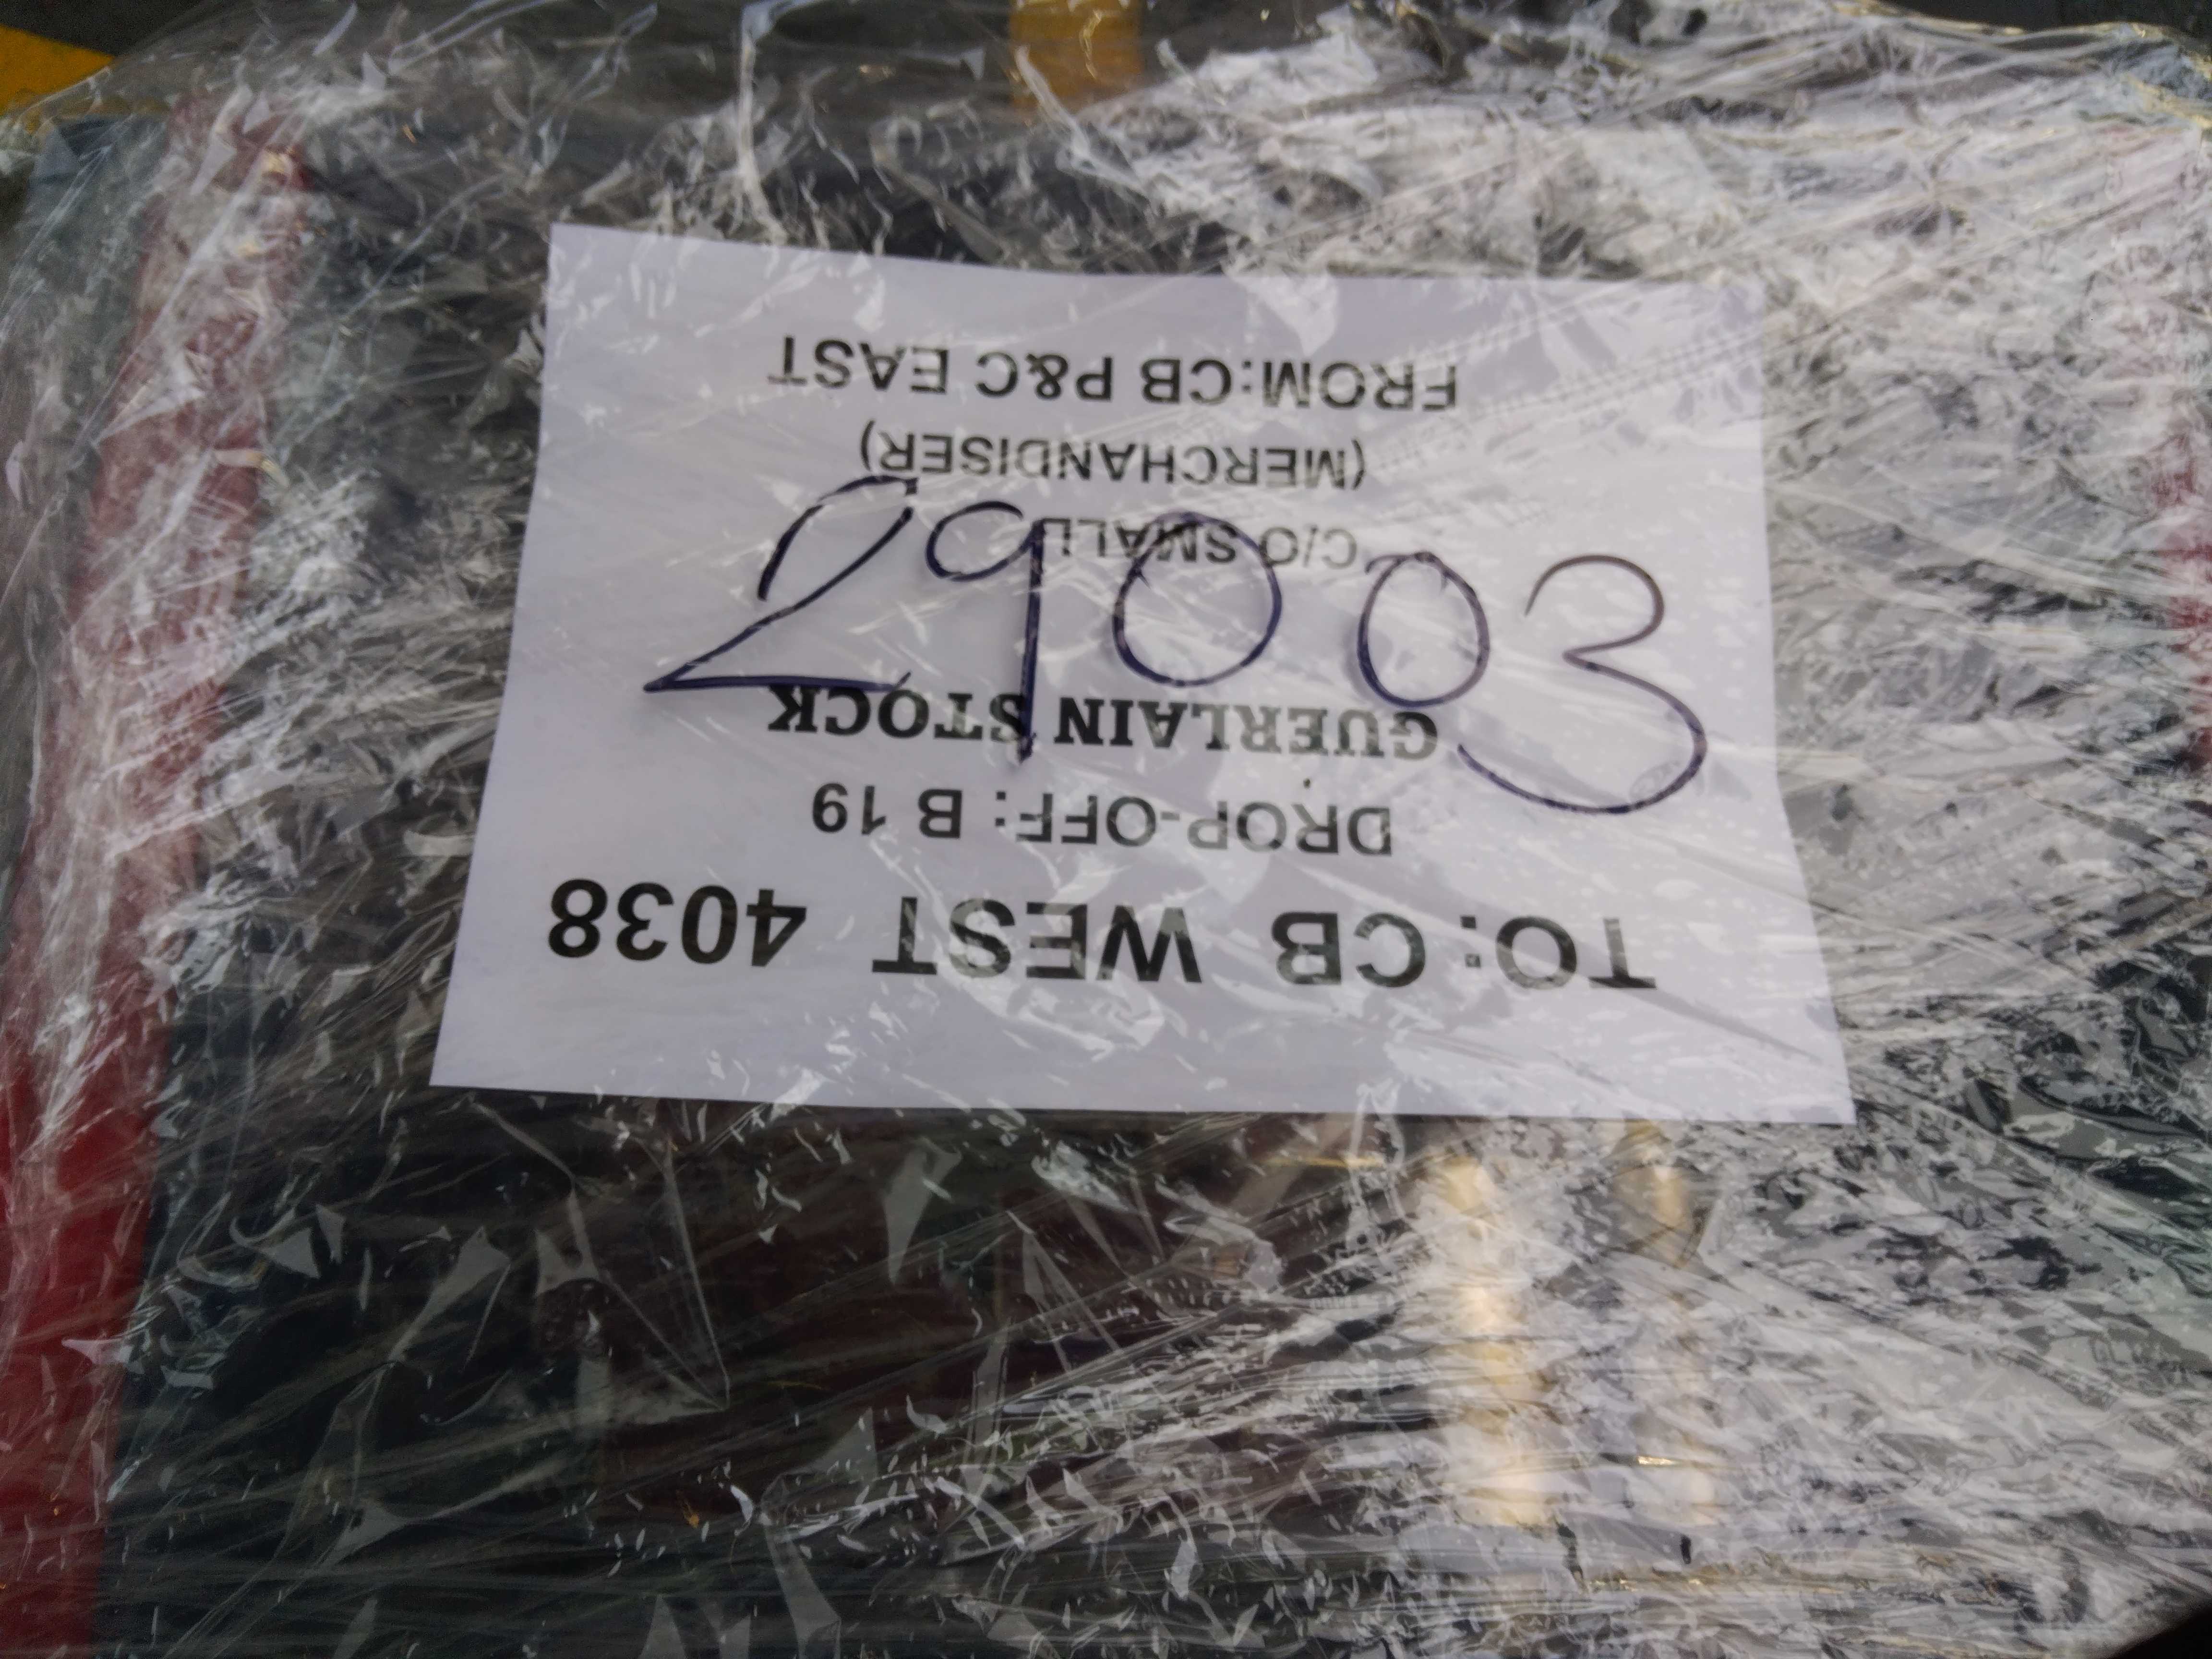 TO: CB WEST 4038
DROP-OFF: B 19
GUERLAIN STOCK
C/O SMALL
(MERCHANDISER)
FROM:CB P&C EAST
29003